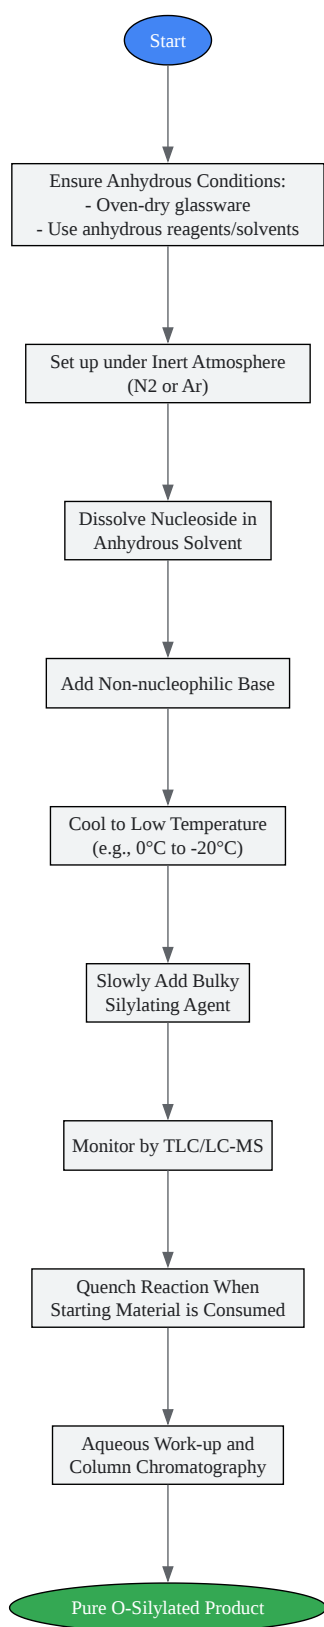 Start
Ensure Anhydrous Conditions:
- Oven-dry glassware
- Use anhydrous reagents/solvents
Set up under Inert Atmosphere
(N2 or Ar)
Dissolve Nucleoside in
Anhydrous Solvent
Add Non-nucleophilic Base
Cool to Low Temperature
(e.g., 0°C to -20°C)
Slowly Add Bulky
Silylating Agent
Monitor by TLC/LC-MS
Quench Reaction When
Starting Material is Consumed
Aqueous Work-up and
Column Chromatography
Pure O-Silylated Product